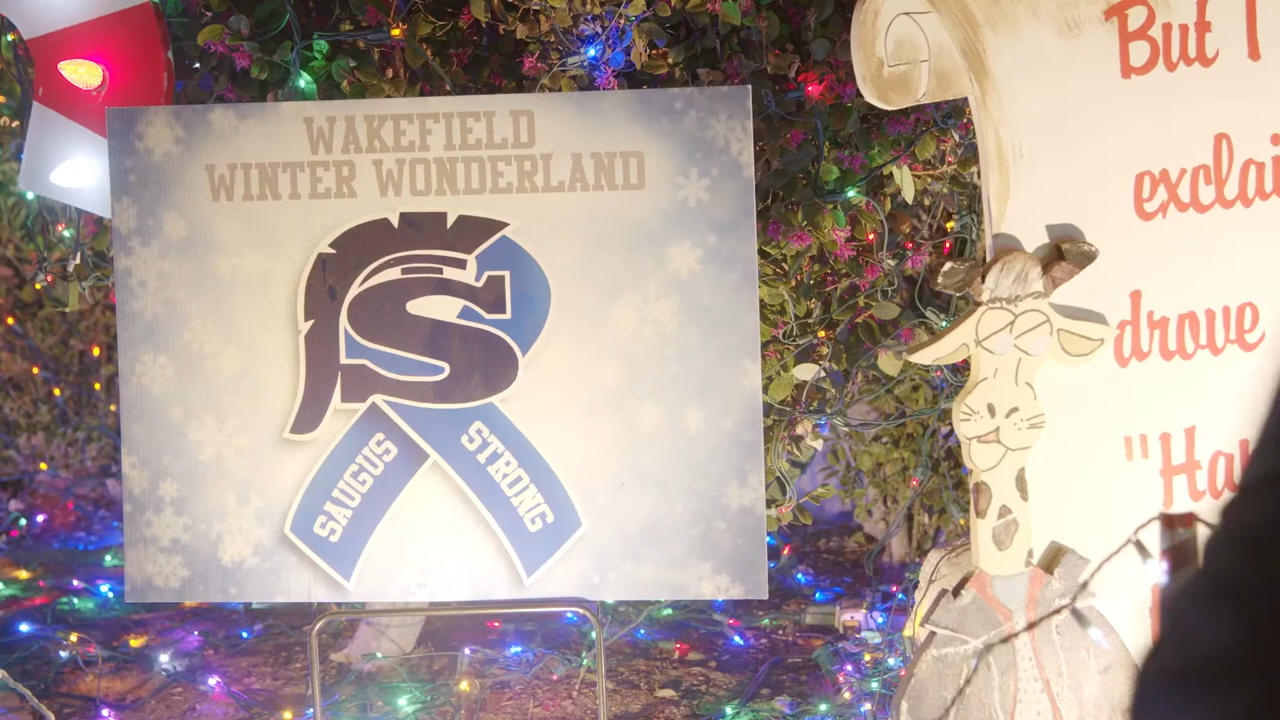 WAKEFIELD
WINTER WONDERLAND
S
SAUGUS
STRONG
But I
exclai
drove
"Ha